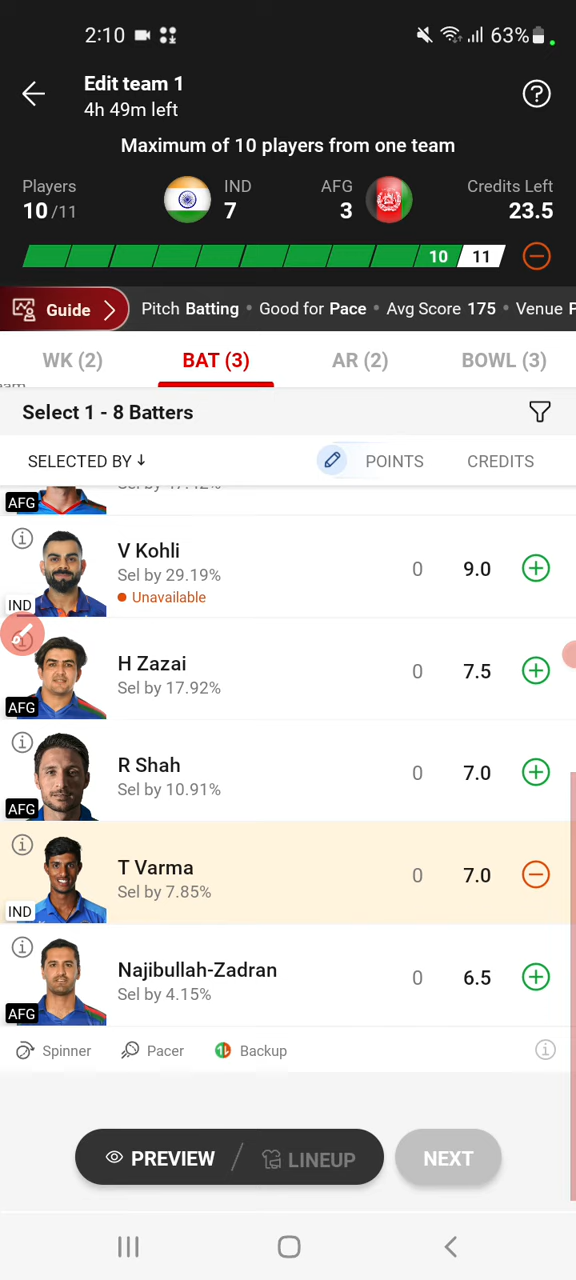 2:10 63%
Edit team 1
4h 49m left
Maximum of 10 players from one team
Players IND AFG Credits Left
10/11 7 3 23.5
10 11
Guide Pitch Batting • Good for Pace • Avg Score 175 • Venue P
WK (2) BAT (3) AR (2) BOWL (3)
Select 1 - 8 Batters
SELECTED BY ↓ POINTS CREDITS
AFG
V Kohli
Sel by 29.19% 0 9.0
Unavailable
IND
H Zazai
Sel by 17.92% 0 7.5
AFG
R Shah
Sel by 10.91% 0 7.0
AFG
T Varma
Sel by 7.85% 0 7.0
IND
Najibullah-Zadran
Sel by 4.15% 0 6.5
AFG
Spinner Pacer Backup
PREVIEW / LINEUP NEXT